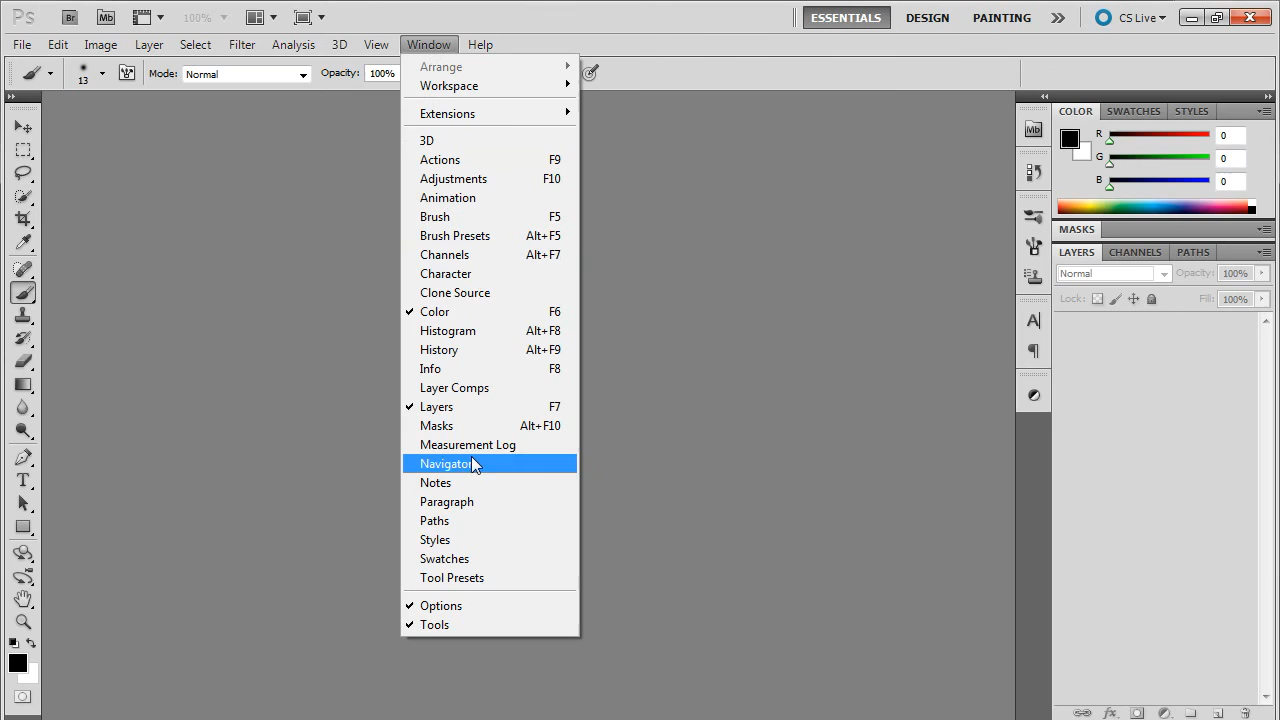 Ps Br Mb 100% ESSENTIALS DESIGN PAINTING CS Live
File Edit Image Layer Select Filter Analysis 3D View Window Help
13 Mode: Normal Opacity: 100%
Arrange
Workspace
Extensions
3D
Actions F9
Adjustments F10
Animation
Brush F5
Brush Presets Alt+F5
Channels Alt+F7
Character
Clone Source
Color F6
Histogram Alt+F8
History Alt+F9
Info F8
Layer Comps
Layers F7
Masks Alt+F10
Measurement Log
Navigator
Notes
Paragraph
Paths
Styles
Swatches
Tool Presets
Options
Tools
Mb
COLOR SWATCHES STYLES
R 0
G 0
B 0
MASKS
LAYERS CHANNELS PATHS
Normal Opacity: 100%
Lock: Fill: 100%